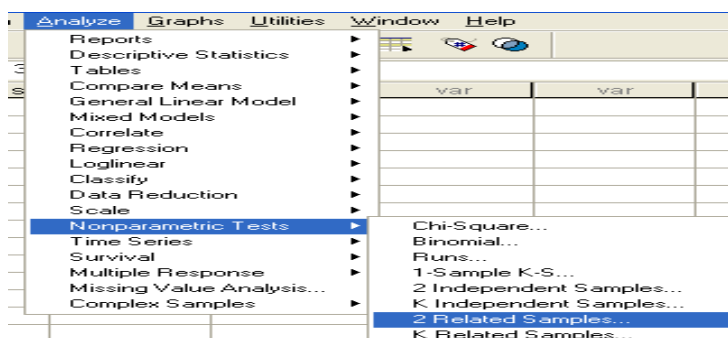 Analyze Graphs Utilities Window Help
Reports
Descriptive Statistics
3
Tables
s
Compare Means
var var
General Linear Model
Mixed Models
Correlate
Regression
Loglinear
Classify
Data Reduction
Scale
Nonparametric Tests
Chi-Square...
Time Series
Binomial...
Survival
Runs...
Multiple Response
1-Sample K-S...
Missing Value Analysis...
2 Independent Samples...
Complex Samples
K Independent Samples...
2 Related Samples...
K Related Samples...